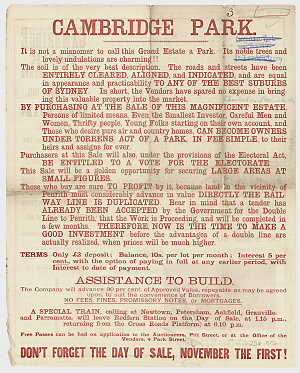 CAMBRIDGE PARK.
It is not a misnomer to call this Grand Estate a Park. Its noble trees and
lovely undulations are charming!!
The soil is of the very best description. The roads and streets have been
ENTIRELY CLEARED, ALIGNED, and INDICATED, and are equal
in appearance and practicability TO ANY OF THE BEST SUBURBS
OF SYDNEY. In short, the Vendors have spared no expense in bring-
ing this valuable property into the market.
BY PURCHASING AT THE SALE OF THIS MAGNIFICENT ESTATE,
Persons of limited means, Even the Smallest Investor, Careful Men and
Women, Thrifty people, Young Folks starting on their own account, and
Those who desire pure air and country homes, CAN BECOME OWNERS
UNDER TORRENS ACT OF A PARK, IN FEE SIMPLE to their
heirs and assigns for ever.
Purchasers at this Sale will also, under the provisions of the Electoral Act,
BE ENTITLED TO A VOTE FOR THE ELECTORATE.
This Sale will be a golden opportunity for securing LARGE AREAS AT
SMALL FIGURES.
Those who buy are sure TO PROFIT by it, because land in the vicinity of
Penrith must considerably advance in value DIRECTLY THE RAIL-
WAY LINE IS DUPLICATED. Bear in mind that a tender has
ALREADY BEEN ACCEPTED by the Government for the Double
Line to Penrith, that the Work is Proceeding, and will be completed
in a few months. THEREFORE NOW IS THE TIME TO MAKE A
GOOD INVESTMENT before the advantages of a double line are
actually realized, when prices will be much higher.
TERMS Only £2 deposit; Balance, 10s. per lot per month; Interest 5 per
cent, with the option of paying in full at any earlier period, with
Interest to date of payment.
ASSISTANCE TO BUILD.
The Company will advance 90 per cent of Approved Value, repayable as may be agreed
upon, to suit the convenience of Borrowers.
NO FEES, FINES, PROMISSORY NOTES, or MORTGAGES.
A SPECIAL TRAIN, calling at Newtown, Petersham, Ashfield, Granville,
and Parramatta, will leave Redfern Station on the Day of Sale, at 1.15 p.m.,
returning from the Cross Roads Platform at 6.10 p.m.
Free Passes can be had on application to the Auctioneers, Pitt Street, or at the Office of the
Vendors, 4 Park Street.
DON'T FORGET THE DAY OF SALE, NOVEMBER THE FIRST!